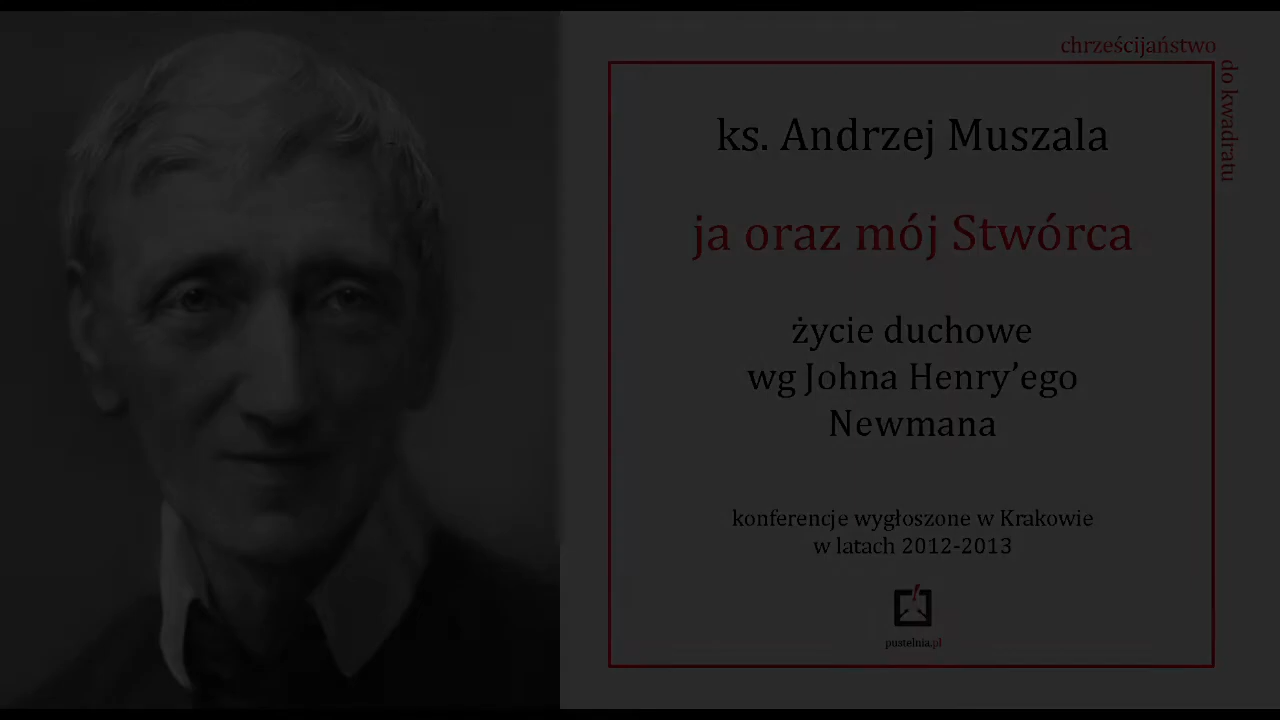 chrześcijaństwo
do kwadratu
ks. Andrzej Muszala
ja oraz mój Stwórca
życie duchowe
wg Johna Henry’ego
Newmana
konferencje wygłoszone w Krakowie
w latach 2012-2013
pustelnia.pl